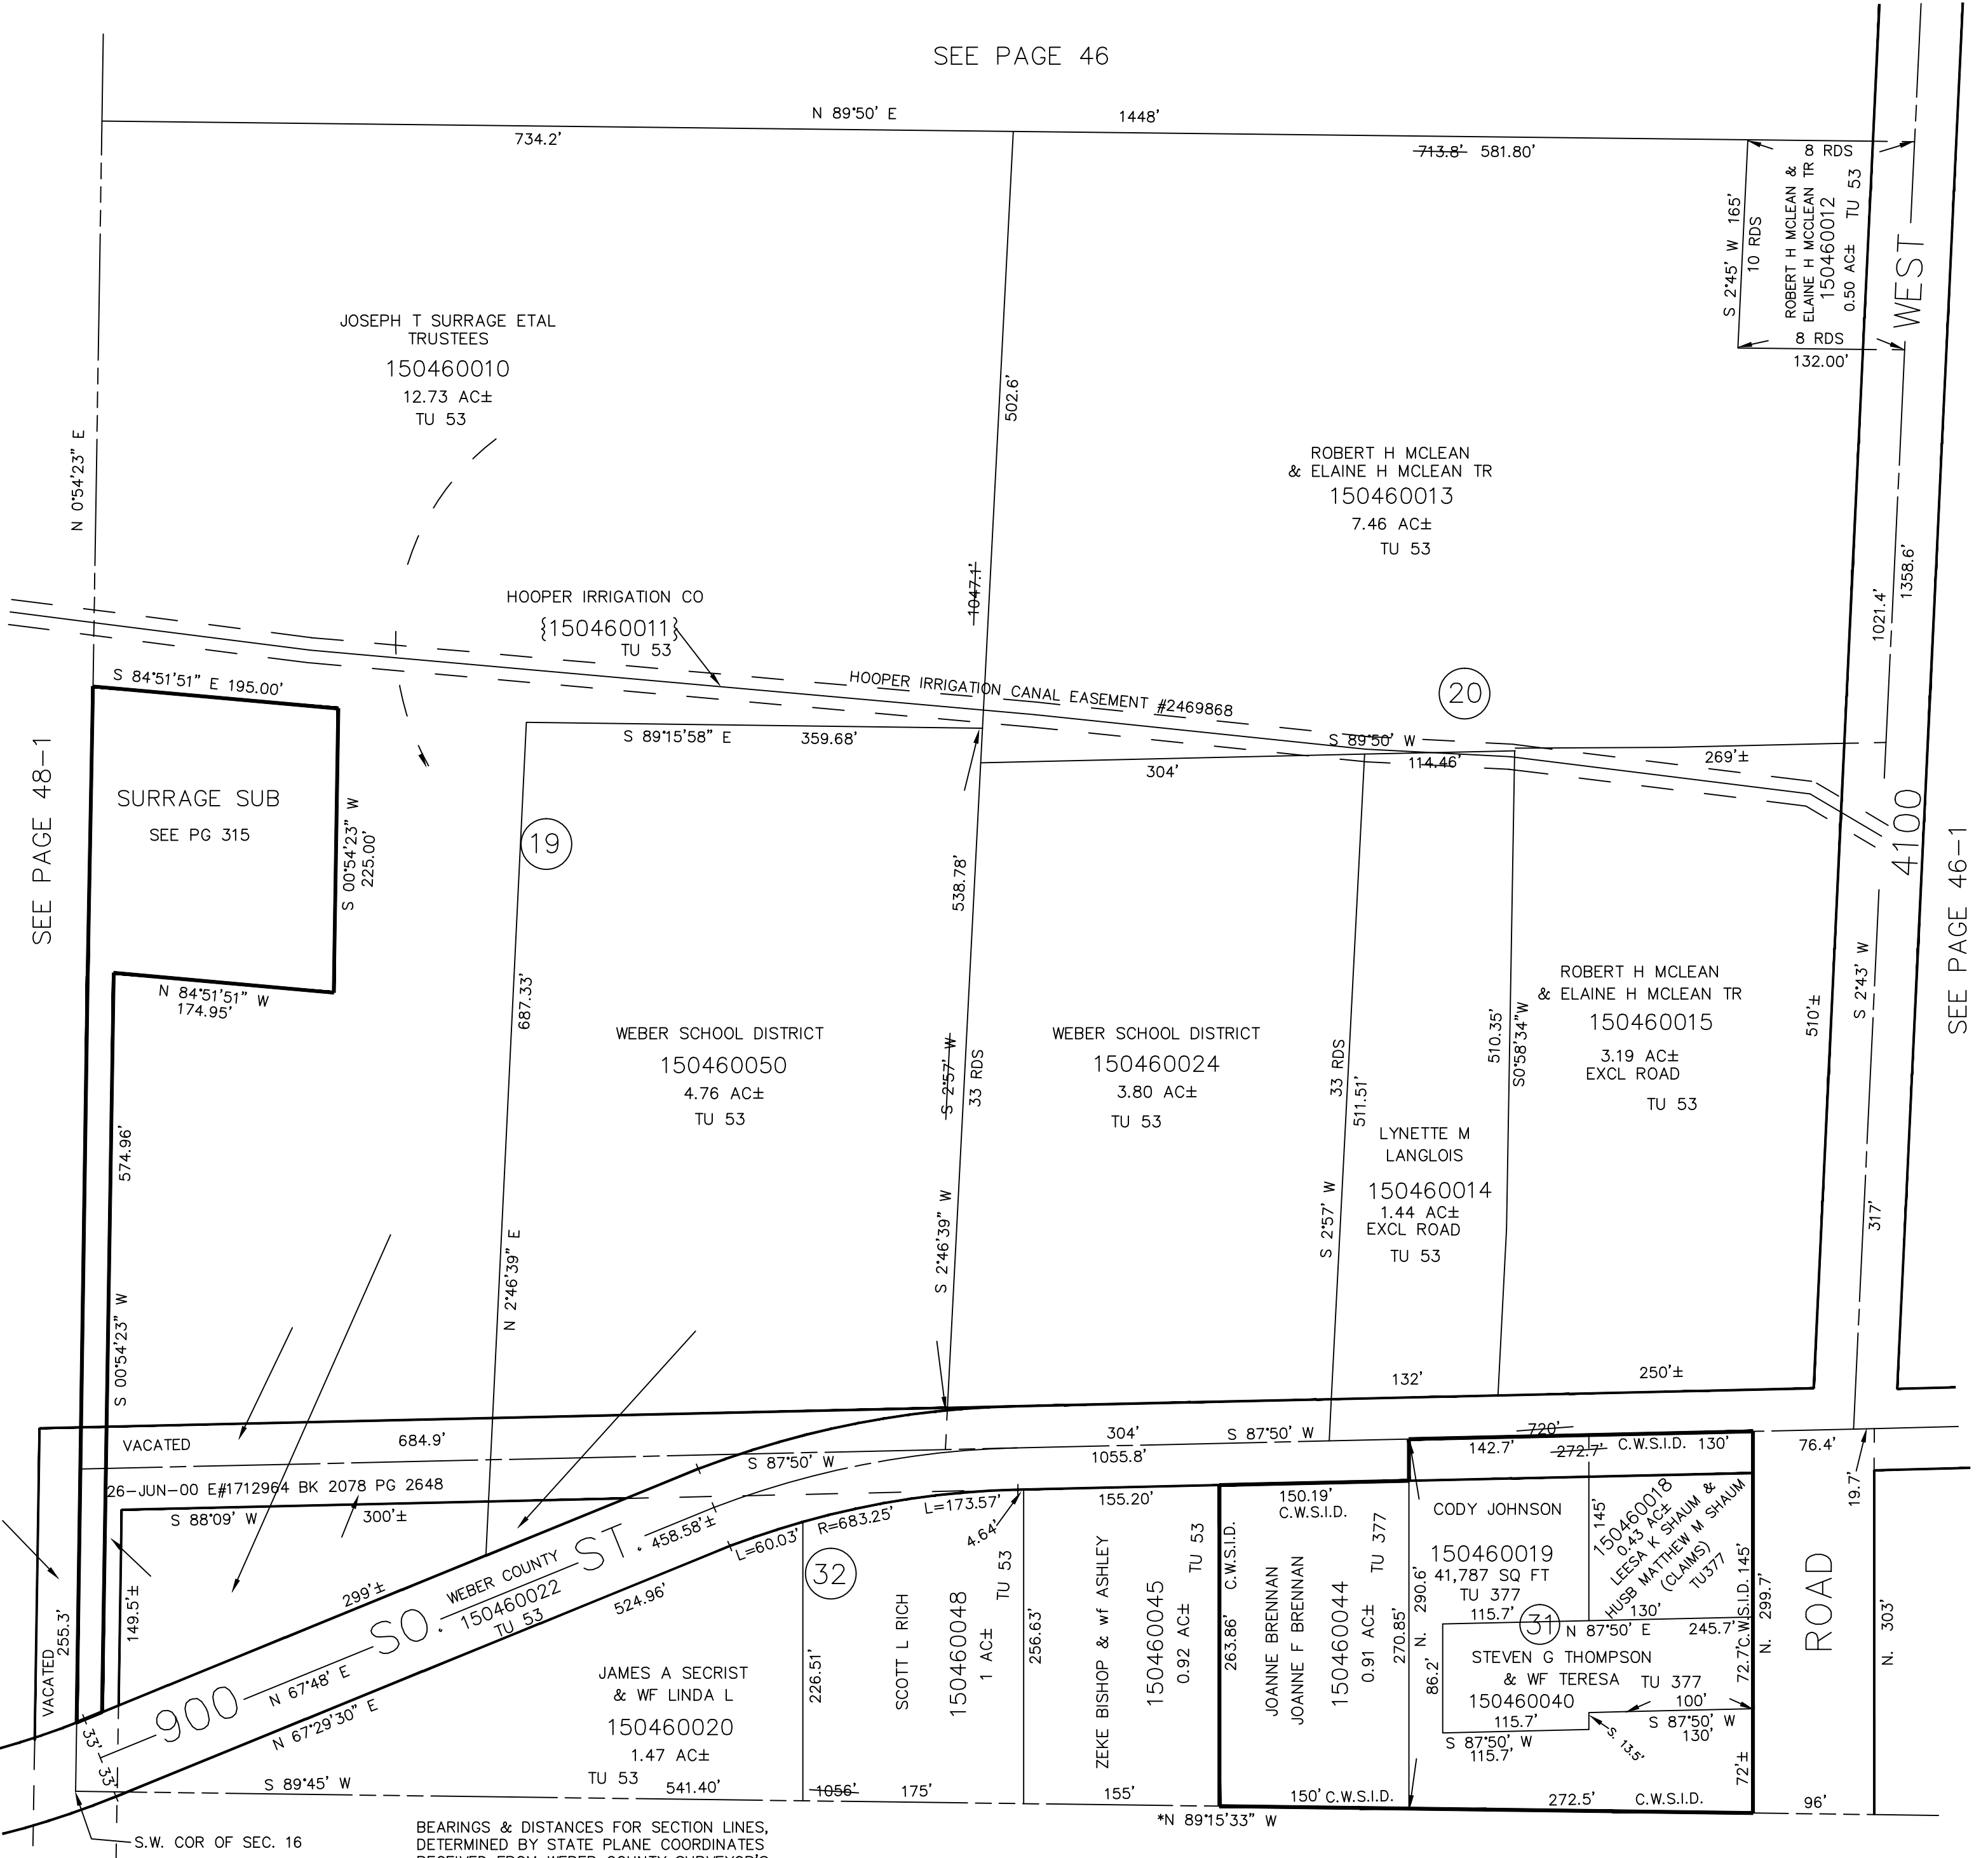 SEE PAGE 46
N 89°50' E
1448'
734.2'
713.8' 581.80'
8 RDS
ROBERT H MCLEAN &
ELAINE H MCCLEAN TR
150460012
0.50 AC± TU 53
S 2°45' W 165'
10 RDS
8 RDS
132.00'
WEST
JOSEPH T SURRAGE ETAL
TRUSTEES
150460010
12.73 AC±
TU 53
N 0°54'23" E
502.6'
1047.1'
ROBERT H MCLEAN
& ELAINE H MCLEAN TR
150460013
7.46 AC±
TU 53
1358.6'
1021.4'
HOOPER IRRIGATION CO
{150460011}
TU 53
HOOPER IRRIGATION CANAL EASEMENT #2469868
20
S 84°51'51" E 195.00'
S 89°15'58" E 359.68'
S 89°50' W
304'
114.46'
269'±
SEE PAGE 48-1
SURRAGE SUB
SEE PG 315
S 00°54'23" W
225.00'
N 84°51'51" W
174.95'
19
538.78'
4100
SEE PAGE 46-1
687.33'
WEBER SCHOOL DISTRICT
150460050
4.76 AC±
TU 53
S 2°57' W
33 RDS
WEBER SCHOOL DISTRICT
150460024
3.80 AC±
TU 53
33 RDS
511.51'
510.35'
S0°58'34"W
ROBERT H MCLEAN
& ELAINE H MCLEAN TR
150460015
3.19 AC±
EXCL ROAD
TU 53
510'±
S 2°43' W
LYNETTE M
LANGLOIS
150460014
1.44 AC±
EXCL ROAD
TU 53
574.96'
S 00°54'23" W
N 2°46'39" E
S 2°46'39" W
S 2°57' W
317'
132'
250'±
VACATED
684.9'
304'
S 87°50' W
720'
S 87°50' W
1055.8'
142.7'
272.7'
C.W.S.I.D. 130'
76.4'
19.7'
26-JUN-00 E#1712964 BK 2078 PG 2648
S 88°09' W
300'±
VACATED
255.3'
149.5'±
299'±
900 SO. ST.
WEBER COUNTY
150460022
TU 53
458.58'±
N 67°48' E
N 67°29'30" E
524.96'
33'
33'
L=60.03'
R=683.25'
L=173.57'
4.64'
32
JAMES A SECRIST
& WF LINDA L
150460020
1.47 AC±
TU 53
226.51'
SCOTT L RICH
150460048
1 AC±
TU 53
256.63'
155.20'
ZEKE BISHOP & wf ASHLEY
150460045
0.92 AC±
TU 53
263.86' C.W.S.I.D.
150.19'
C.W.S.I.D.
JOANNE BRENNAN
JOANNE F BRENNAN
150460044
0.91 AC±
TU 377
270.85'
N. 290.6'
CODY JOHNSON
150460019
41,787 SQ FT
TU 377
115.7'
145'
150460018
0.43 AC±
LEESA K SHAUM &
HUSB MATTHEW M SHAUM
(CLAIMS)
TU377
130'
31
N 87°50' E
245.7'
72.7' C.W.S.I.D. 145'
N. 299.7'
86.2'
STEVEN G THOMPSON
& WF TERESA TU 377
150460040
115.7'
100'
S 87°50' W
130'
S 87°50' W
115.7'
S. 13.5'
72'±
ROAD
N. 303'
S 89°45' W
541.40'
1056'
175'
155'
150' C.W.S.I.D.
272.5'
C.W.S.I.D.
96'
*N 89°15'33" W
S.W. COR OF SEC. 16
BEARINGS & DISTANCES FOR SECTION LINES,
DETERMINED BY STATE PLANE COORDINATES
RECEIVED FROM WEBER COUNTY SURVEYOR'S